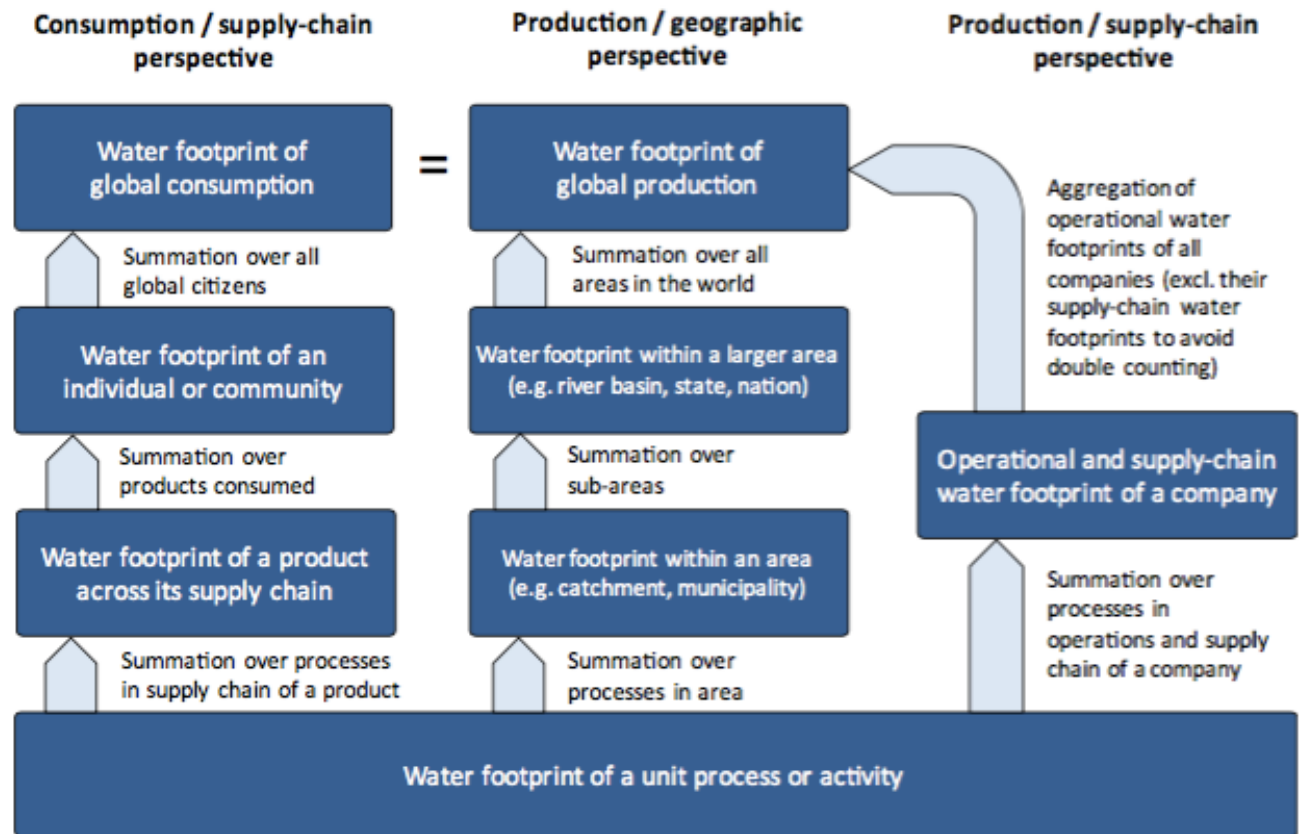 Consumption / supply-chain
perspective
Production / geographic
perspective
Production / supply-chain
perspective
Water footprint of
global consumption
=
Water footprint of
global production
Aggregation of
operational water
footprints of all
companies (excl. their
supply-chain water
footprints to avoid
double counting)
Summation over all
global citizens
Summation over all
areas in the world
Water footprint of an
individual or community
Water footprint within a larger area
(e.g. river basin, state, nation)
Operational and supply-chain
water footprint of a company
Summation over
products consumed
Summation over
sub-areas
Water footprint of a product
across its supply chain
Water footprint within an area
(e.g. catchment, municipality)
Summation over
processes in
operations and supply
chain of a company
Summation over processes
in supply chain of a product
Summation over
processes in area
Water footprint of a unit process or activity